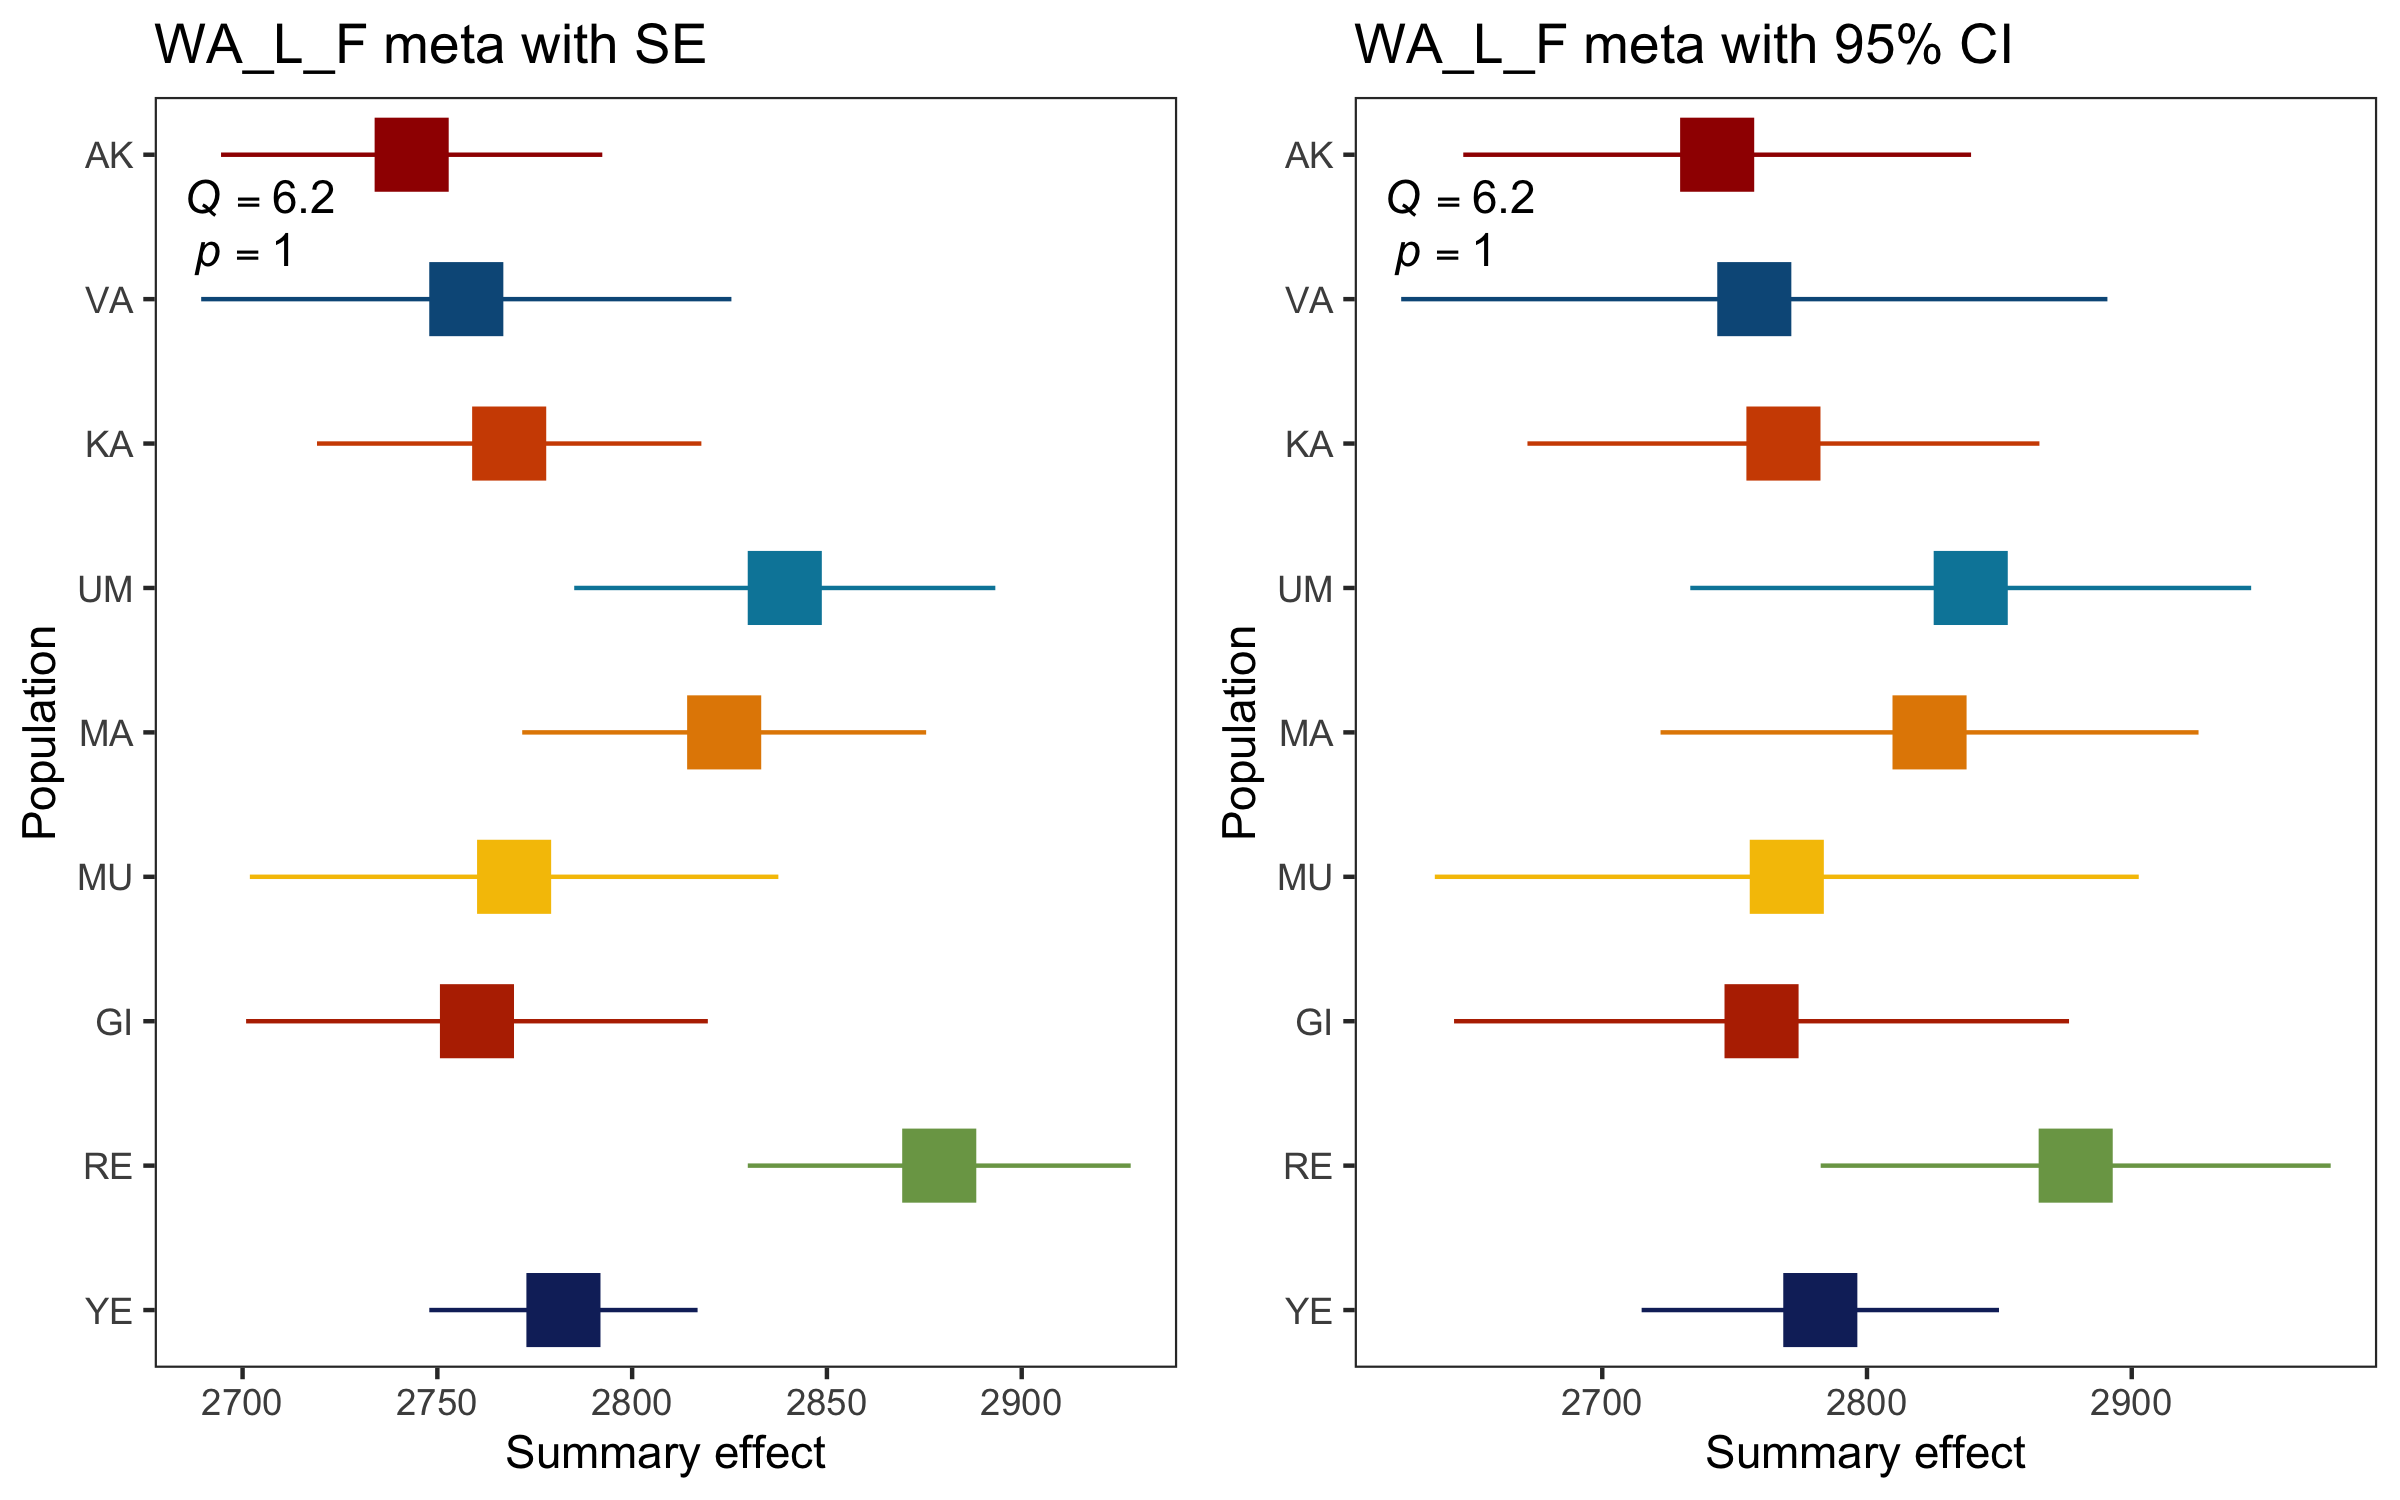 WA_L_F meta with SE
AK
Q = 6.2
p = 1
VA
KA
UM
MA
MU
GI
RE
YE
Population
2700 2750 2800 2850 2900
Summary effect
WA_L_F meta with 95% CI
AK
Q = 6.2
p = 1
VA
KA
UM
MA
MU
GI
RE
YE
Population
2700 2800 2900
Summary effect